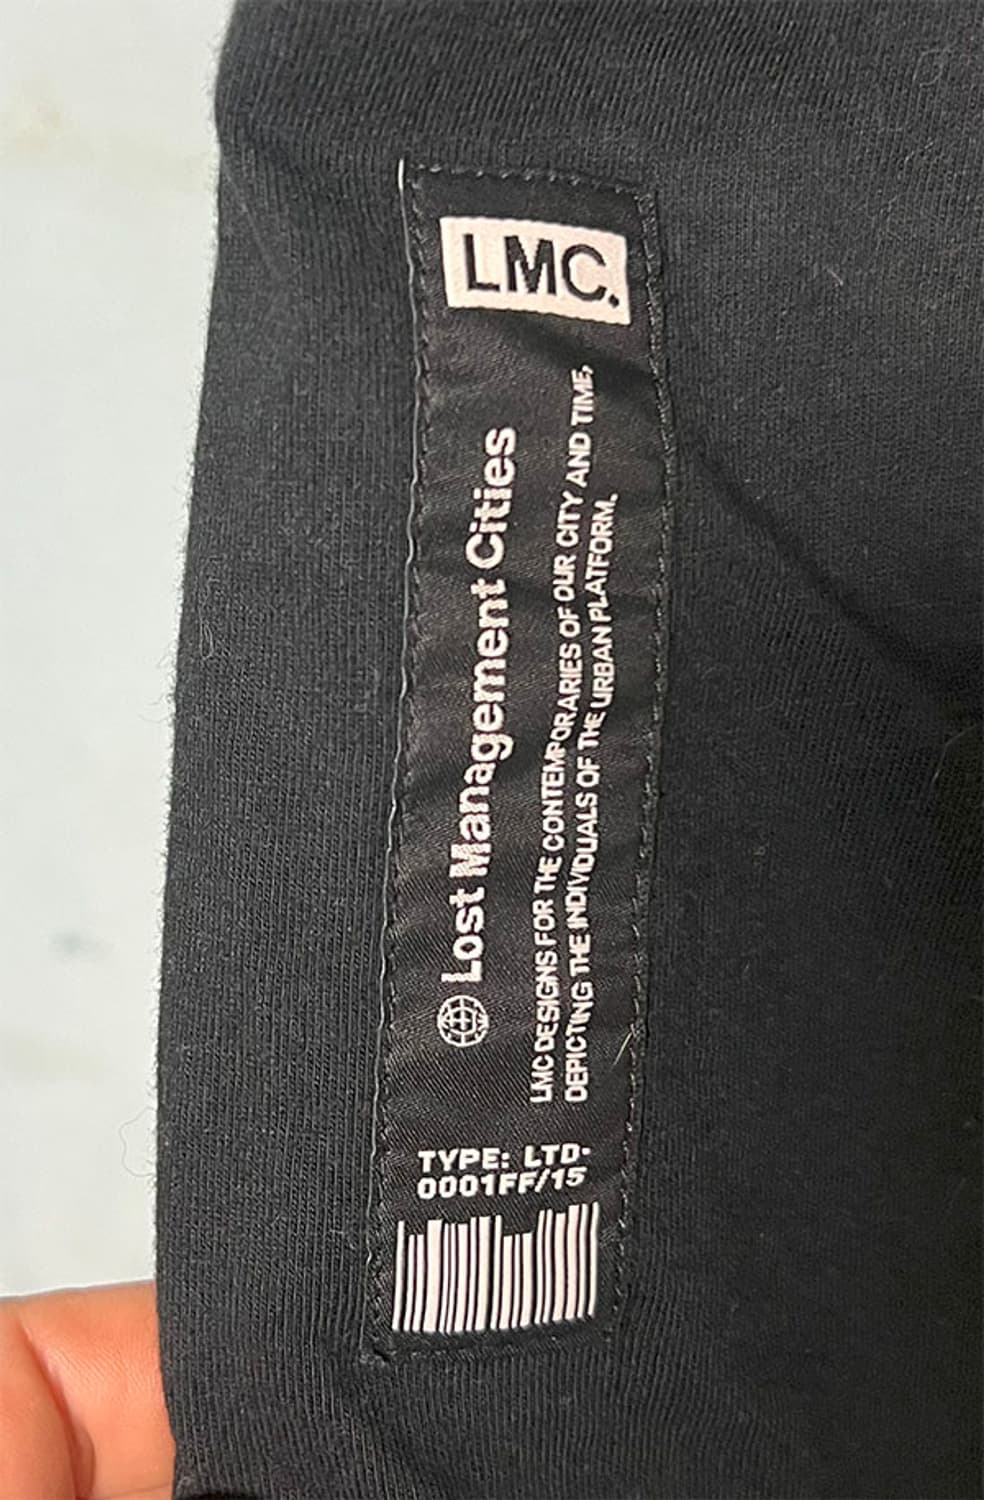 LMC.
Lost Management Cities
LMC DESIGNS FOR THE CONTEMPORARIES OF OUR CITY AND TIME,
DEPICTING THE INDIVIDUALS OF THE URBAN PLATFORM.
TYPE: LTD-
0001FF/15